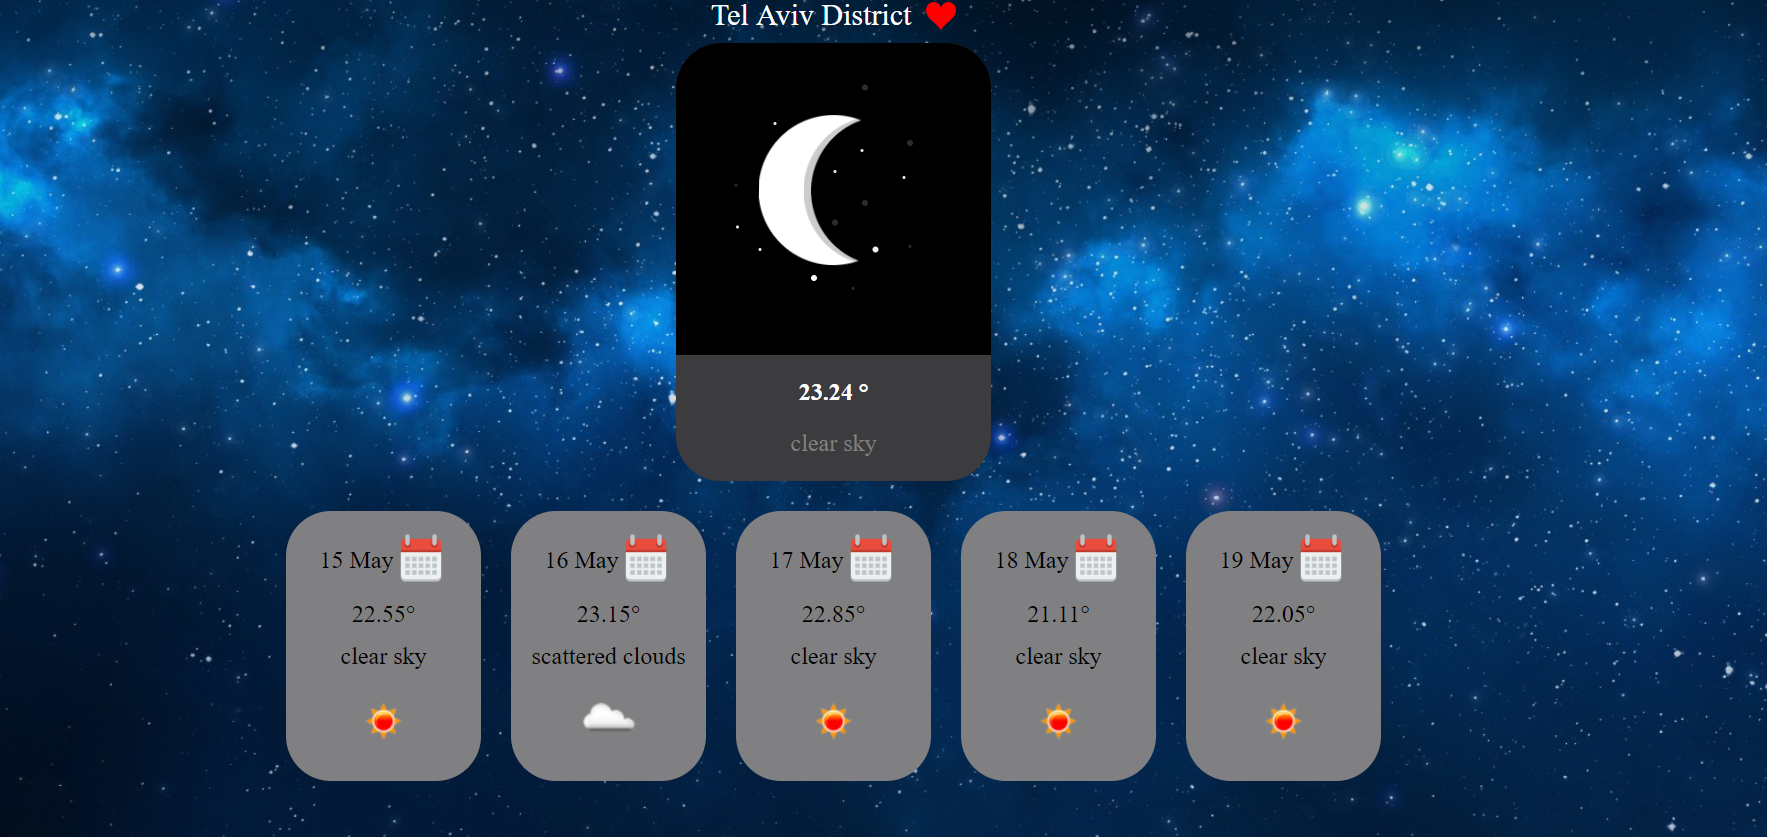 Tel Aviv District
23.24 °
clear sky
15 May
22.55°
clear sky
16 May
23.15°
scattered clouds
17 May
22.85°
clear sky
18 May
21.11°
clear sky
19 May
22.05°
clear sky